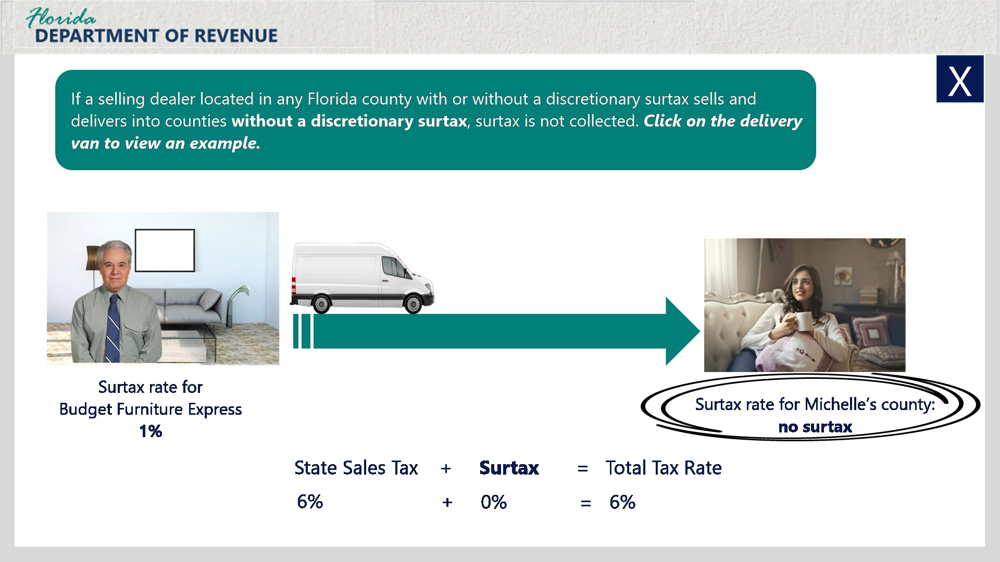 Florida
DEPARTMENT OF REVENUE
X
If a selling dealer located in any Florida county with or without a discretionary surtax sells and
delivers into counties without a discretionary surtax, surtax is not collected. Click on the delivery
van to view an example.
Surtax rate for
Budget Furniture Express
1%
Surtax rate for Michelle’s county:
no surtax
State Sales Tax + Surtax = Total Tax Rate
6% + 0% = 6%